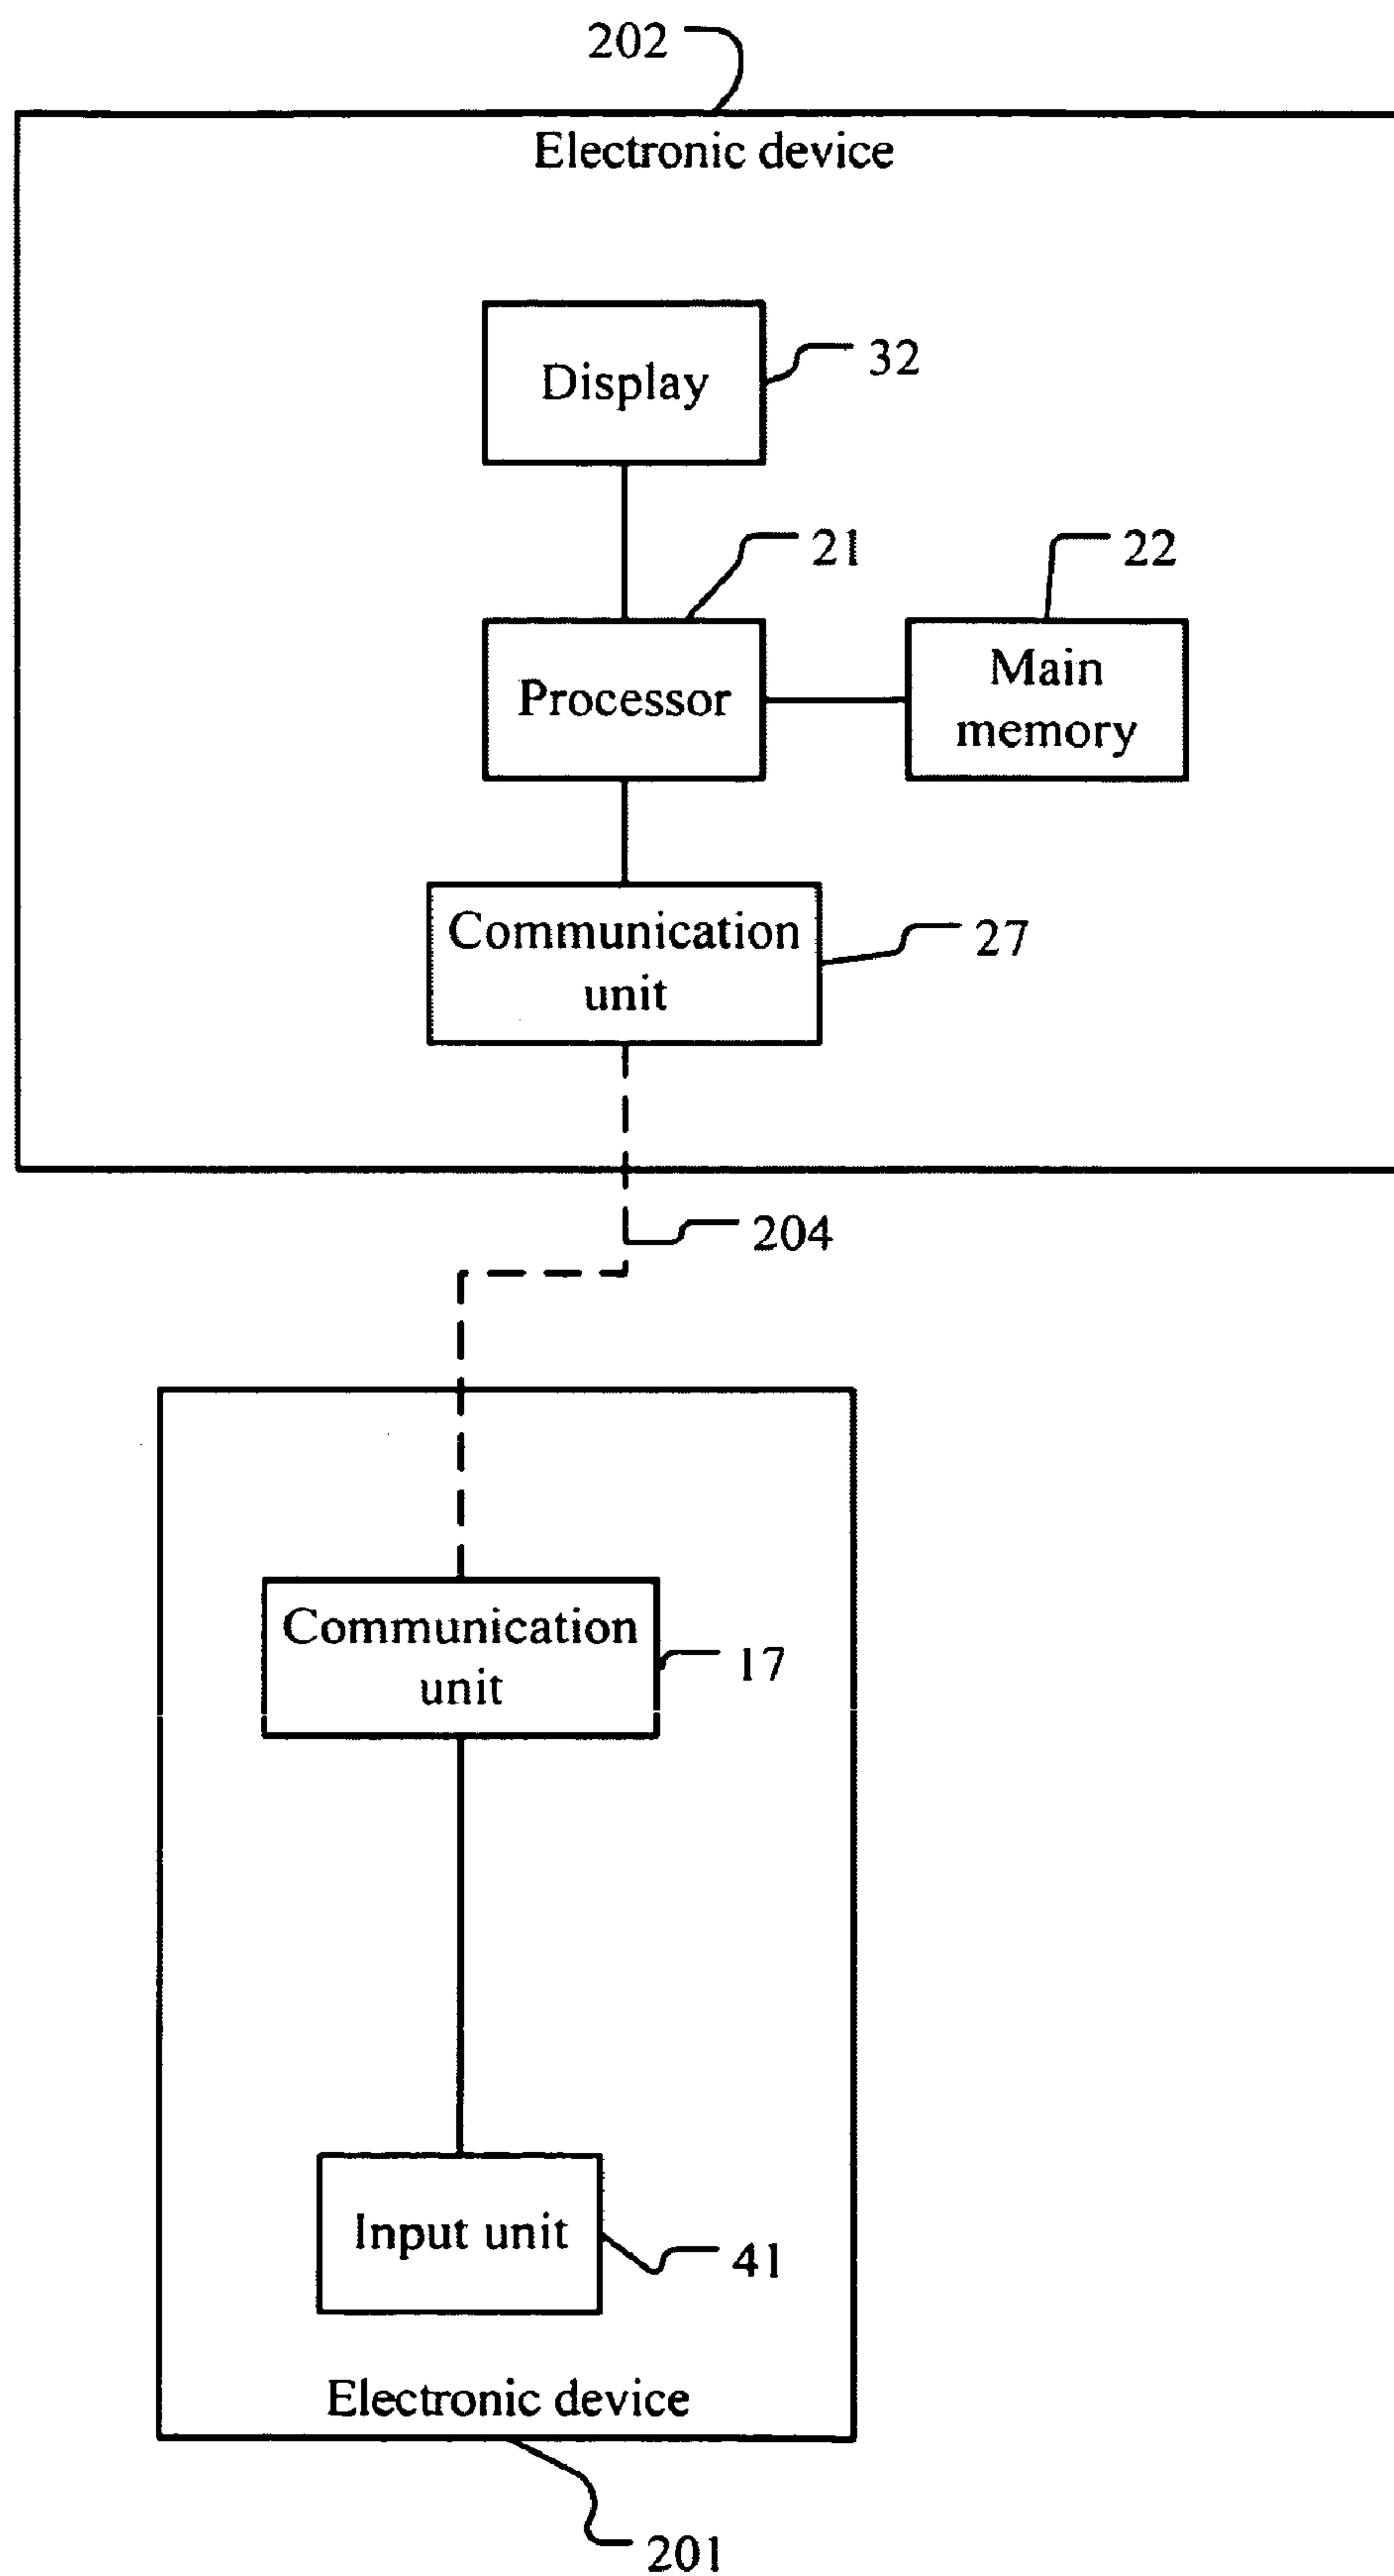 202
Electronic device
Display
32
21
22
Processor
Main
memory
Communication
unit
27
204
Communication
unit
17
Input unit
41
Electronic device
201